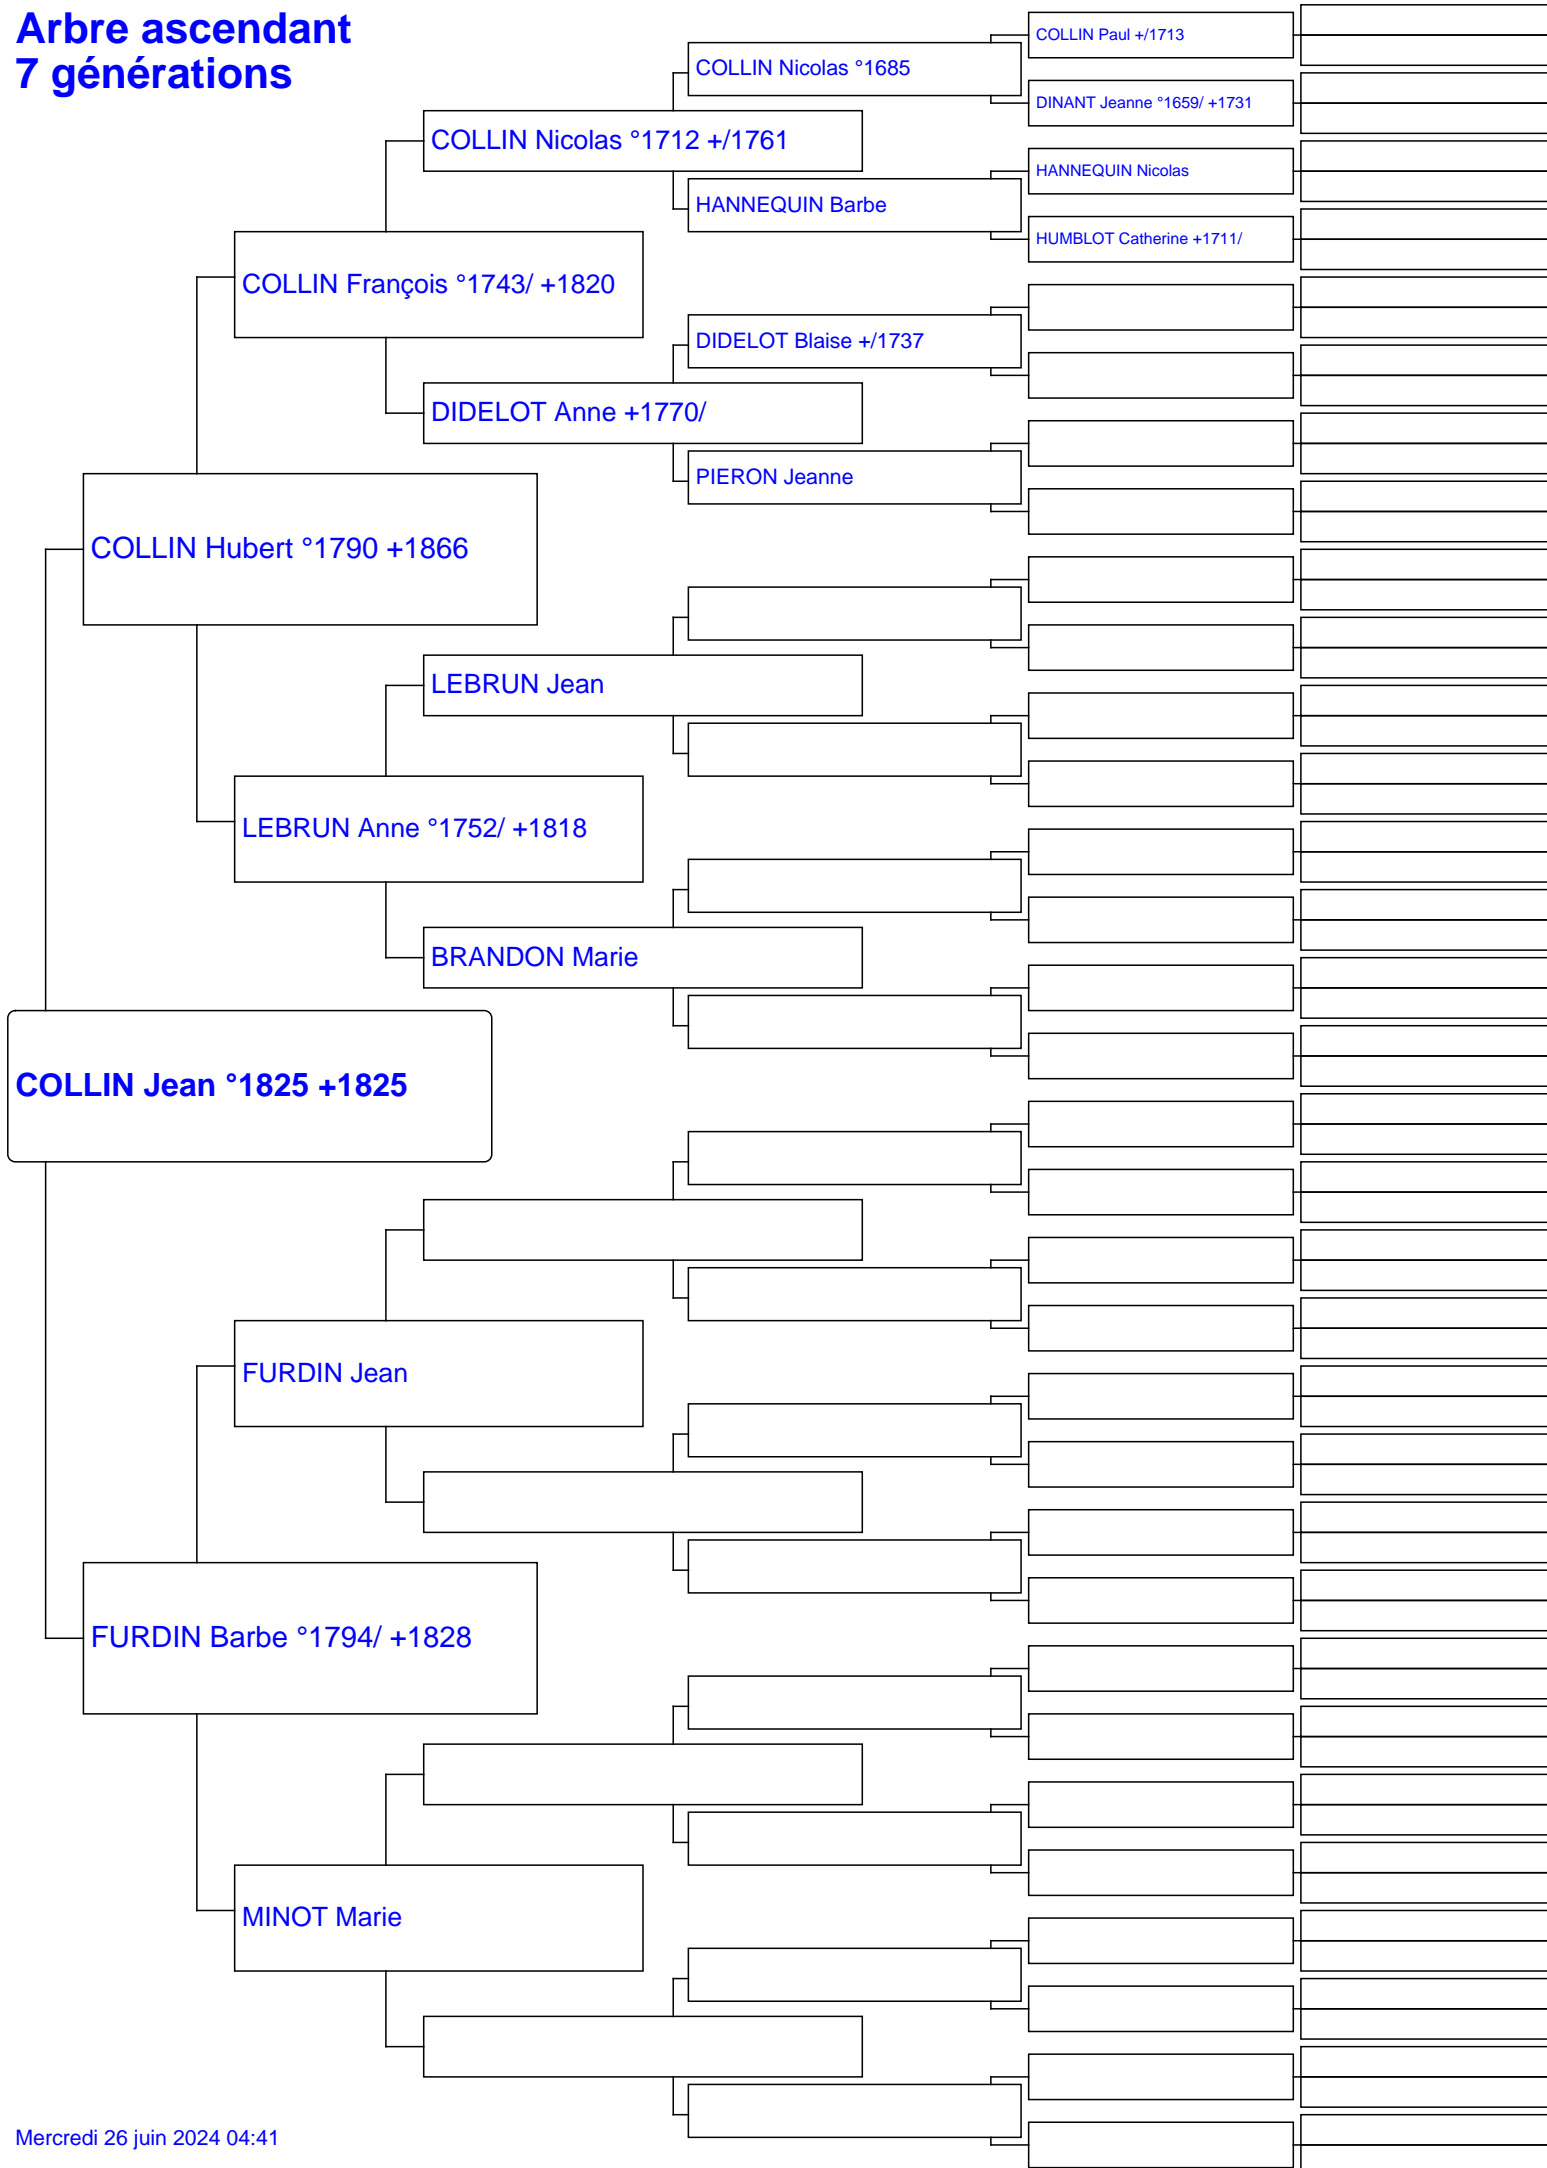 Arbre ascendant
7 générations
COLLIN Paul +/1713
COLLIN Nicolas °1685
DINANT Jeanne °1659/ +1731
COLLIN Nicolas °1712 +/1761
HANNEQUIN Nicolas
HANNEQUIN Barbe
HUMBLOT Catherine +1711/
COLLIN François °1743/ +1820
DIDELOT Blaise +/1737
DIDELOT Anne +1770/
PIERON Jeanne
COLLIN Hubert °1790 +1866
LEBRUN Jean
LEBRUN Anne °1752/ +1818
BRANDON Marie
COLLIN Jean °1825 +1825
FURDIN Jean
FURDIN Barbe °1794/ +1828
MINOT Marie
Mercredi 26 juin 2024 04:41